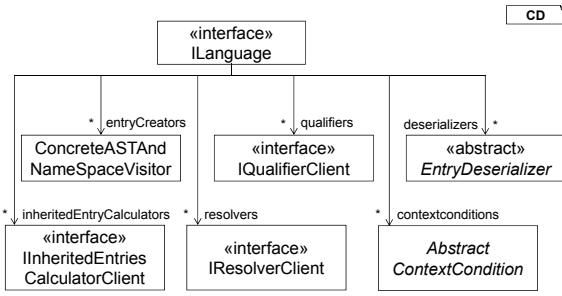 CD
«interface»
ILanguage
* entryCreators
* qualifiers
deserializers *
ConcreteASTAnd
NameSpaceVisitor
«interface»
IQualifierClient
«abstract»
EntryDeserializer
* inheritedEntryCalculators
* resolvers
* contextconditions
«interface»
IInheritedEntries
CalculatorClient
«interface»
IResolverClient
Abstract
ContextCondition